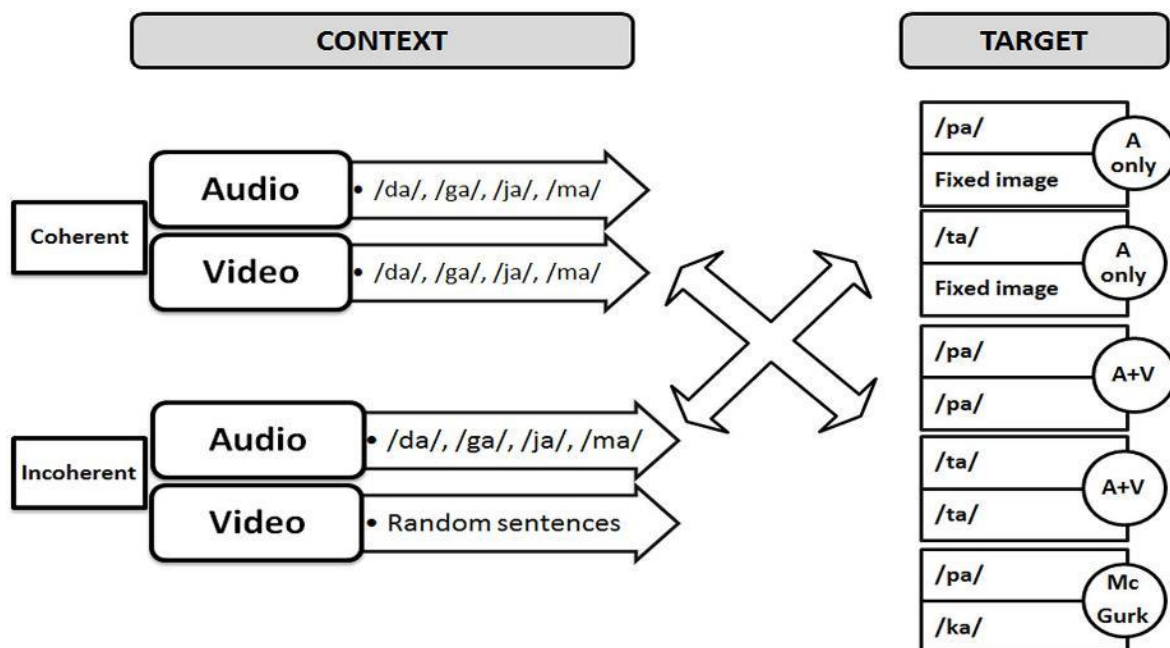 CONTEXT
Coherent
Audio
• /da/, /ga/, /ja/, /ma/
Video
• /da/, /ga/, /ja/, /ma/
Incoherent
Audio
• /da/, /ga/, /ja/, /ma/
Video
• Random sentences
TARGET
/pa/
Fixed image
A
only
/ta/
Fixed image
A
only
/pa/
/pa/
A+V
/ta/
/ta/
A+V
/pa/
/ka/
Mc
Gurk